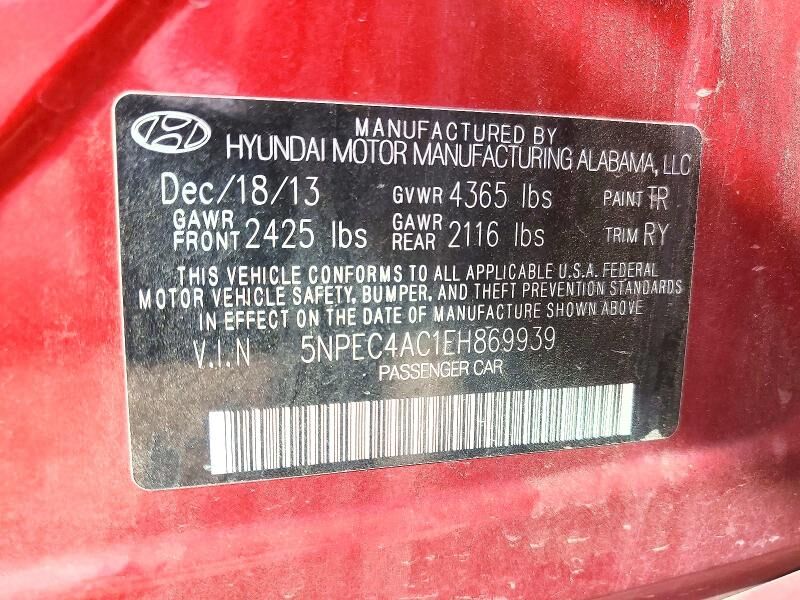 MANUFACTURED BY
HYUNDAI MOTOR MANUFACTURING ALABAMA, LLC
Dec/18/13 GVWR 4365 lbs PAINT TR
GAWR FRONT 2425 lbs GAWR REAR 2116 lbs TRIM RY
THIS VEHICLE CONFORMS TO ALL APPLICABLE U.S.A. FEDERAL
MOTOR VEHICLE SAFETY, BUMPER, AND THEFT PREVENTION STANDARDS
IN EFFECT ON THE DATE OF MANUFACTURE SHOWN ABOVE
V.I.N 5NPEC4AC1EH869939
PASSENGER CAR